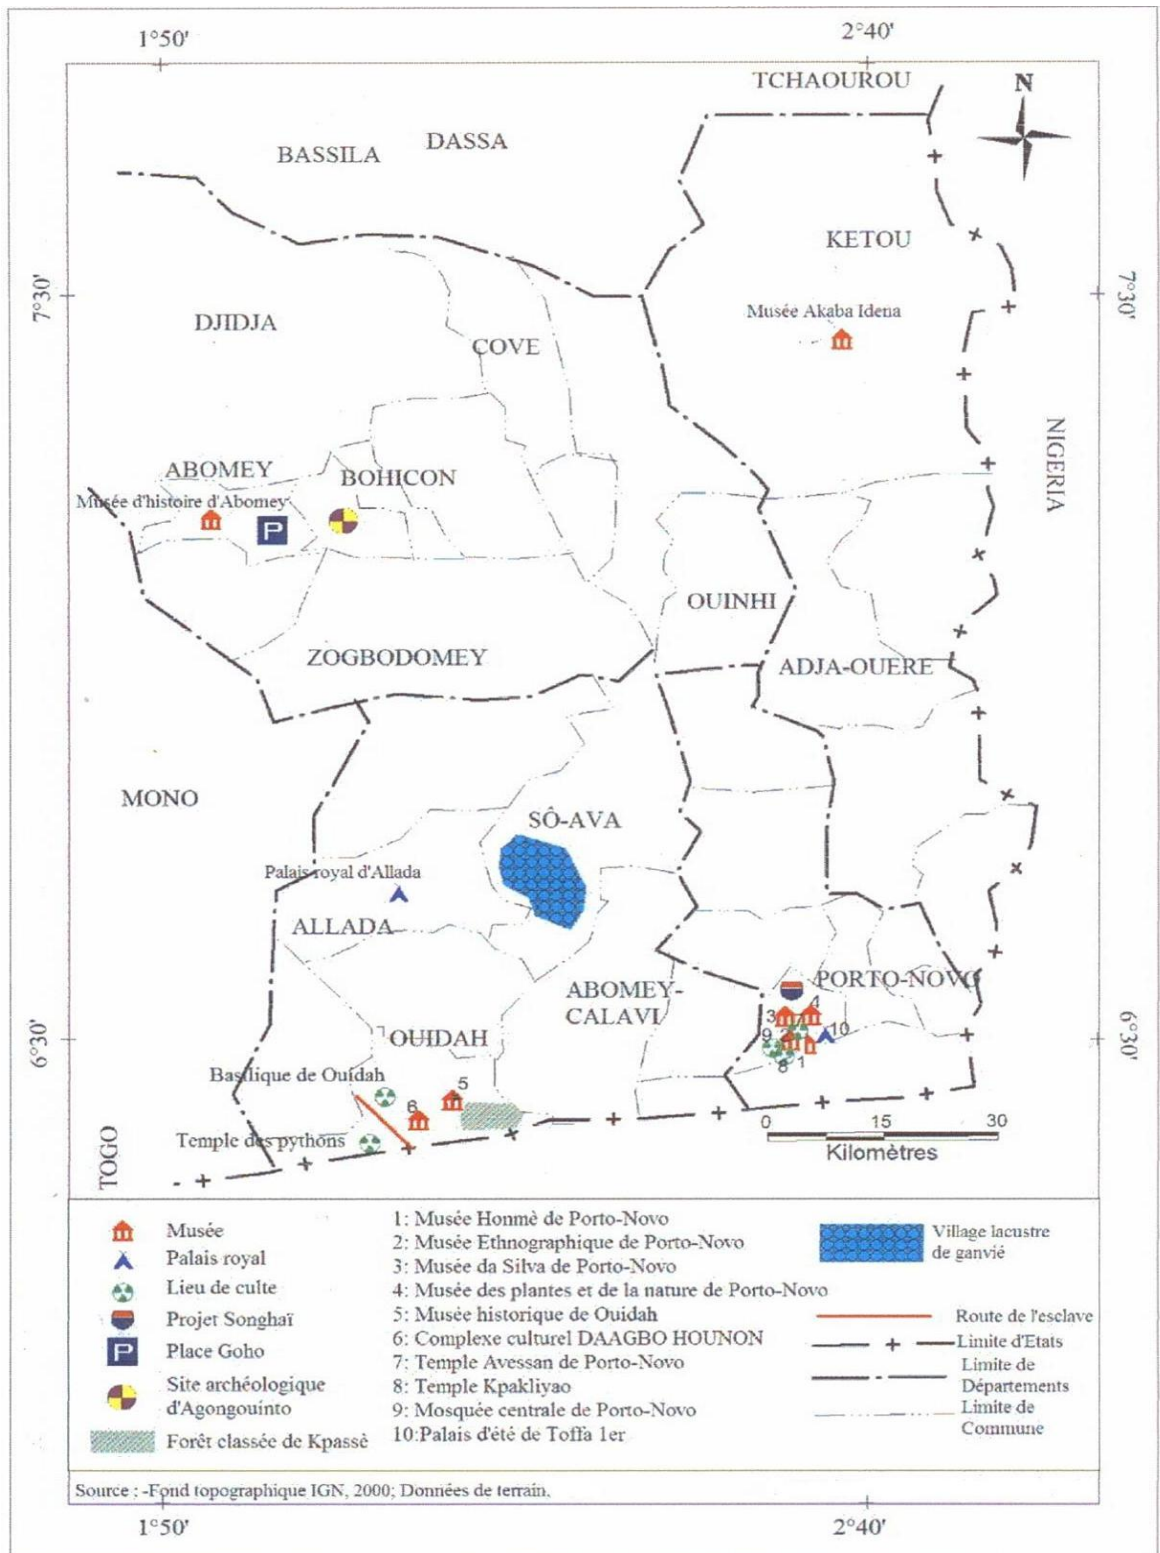 1°50'
2°40'
TCHAOUROU
N
DASSA
BASSILA
KETOU
7°30'
7°30'
Musée Akaba Idena
DJIDJA
COVE
NIGERIA
ABOMEY
BOHICON
Musée d'histoire d'Abomey
P
OUINHI
ZOGBODOMEY
ADJA-OUERE
MONO
SÔ-AVA
Palais royal d'Allada
ALLADA
PORTO-NOVO
ABOMEY-
CALAVI
4
3
7
10
9
2
8
1
OUIDAH
6°30'
6°30'
Basilique de Ouidah
5
6
Temple des pythons
0
15
30
Kilomètres
TOGO
Musée
Palais royal
Lieu de culte
Projet Songhaï
P
Place Goho
Site archéologique
d'Agongouinto
Forêt classée de Kpassè
1: Musée Honmè de Porto-Novo
2: Musée Ethnographique de Porto-Novo
3: Musée da Silva de Porto-Novo
4: Musée des plantes et de la nature de Porto-Novo
5: Musée historique de Ouidah
6: Complexe culturel DAAGBO HOUNON
7: Temple Avessan de Porto-Novo
8: Temple Kpakliyao
9: Mosquée centrale de Porto-Novo
10:Palais d'été de Toffa 1er
Village lacustre
de ganvié
Route de l'esclave
Limite d'Etats
Limite de
Départements
Limite de
Commune
Source : -Fond topographique IGN, 2000; Données de terrain.
1°50'
2°40'